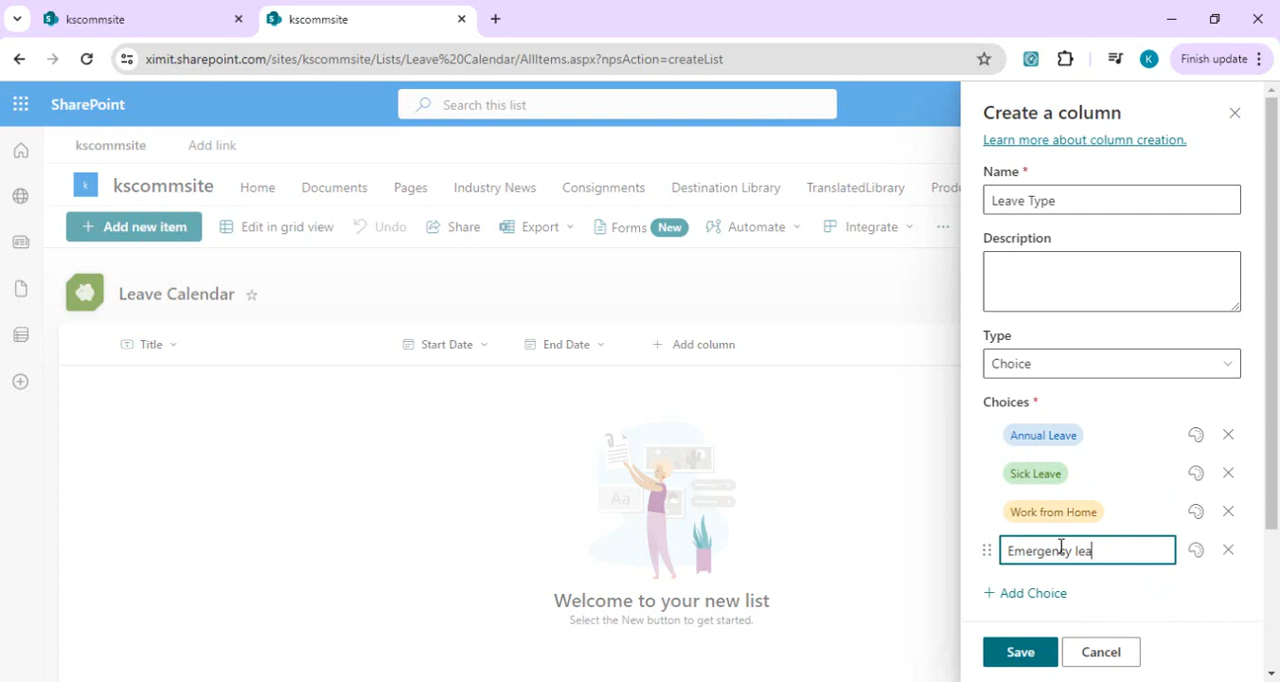 kscommsite
kscommsite
ximit.sharepoint.com/sites/kscommsite/Lists/Leave%20Calendar/AllItems.aspx?npsAction=createList
K
Finish update
SharePoint
Search this list
kscommsite
Add link
k
kscommsite
Home
Documents
Pages
Industry News
Consignments
Destination Library
TranslatedLibrary
Produ
+ Add new item
Edit in grid view
Undo
Share
Export
Forms
New
Automate
Integrate
...
Leave Calendar
Title
Start Date
End Date
+ Add column
Aa
Welcome to your new list
Select the New button to get started.
Create a column
Learn more about column creation.
Name *
Leave Type
Description
Type
Choice
Choices *
Annual Leave
Sick Leave
Work from Home
Emergency lea
+ Add Choice
Save
Cancel